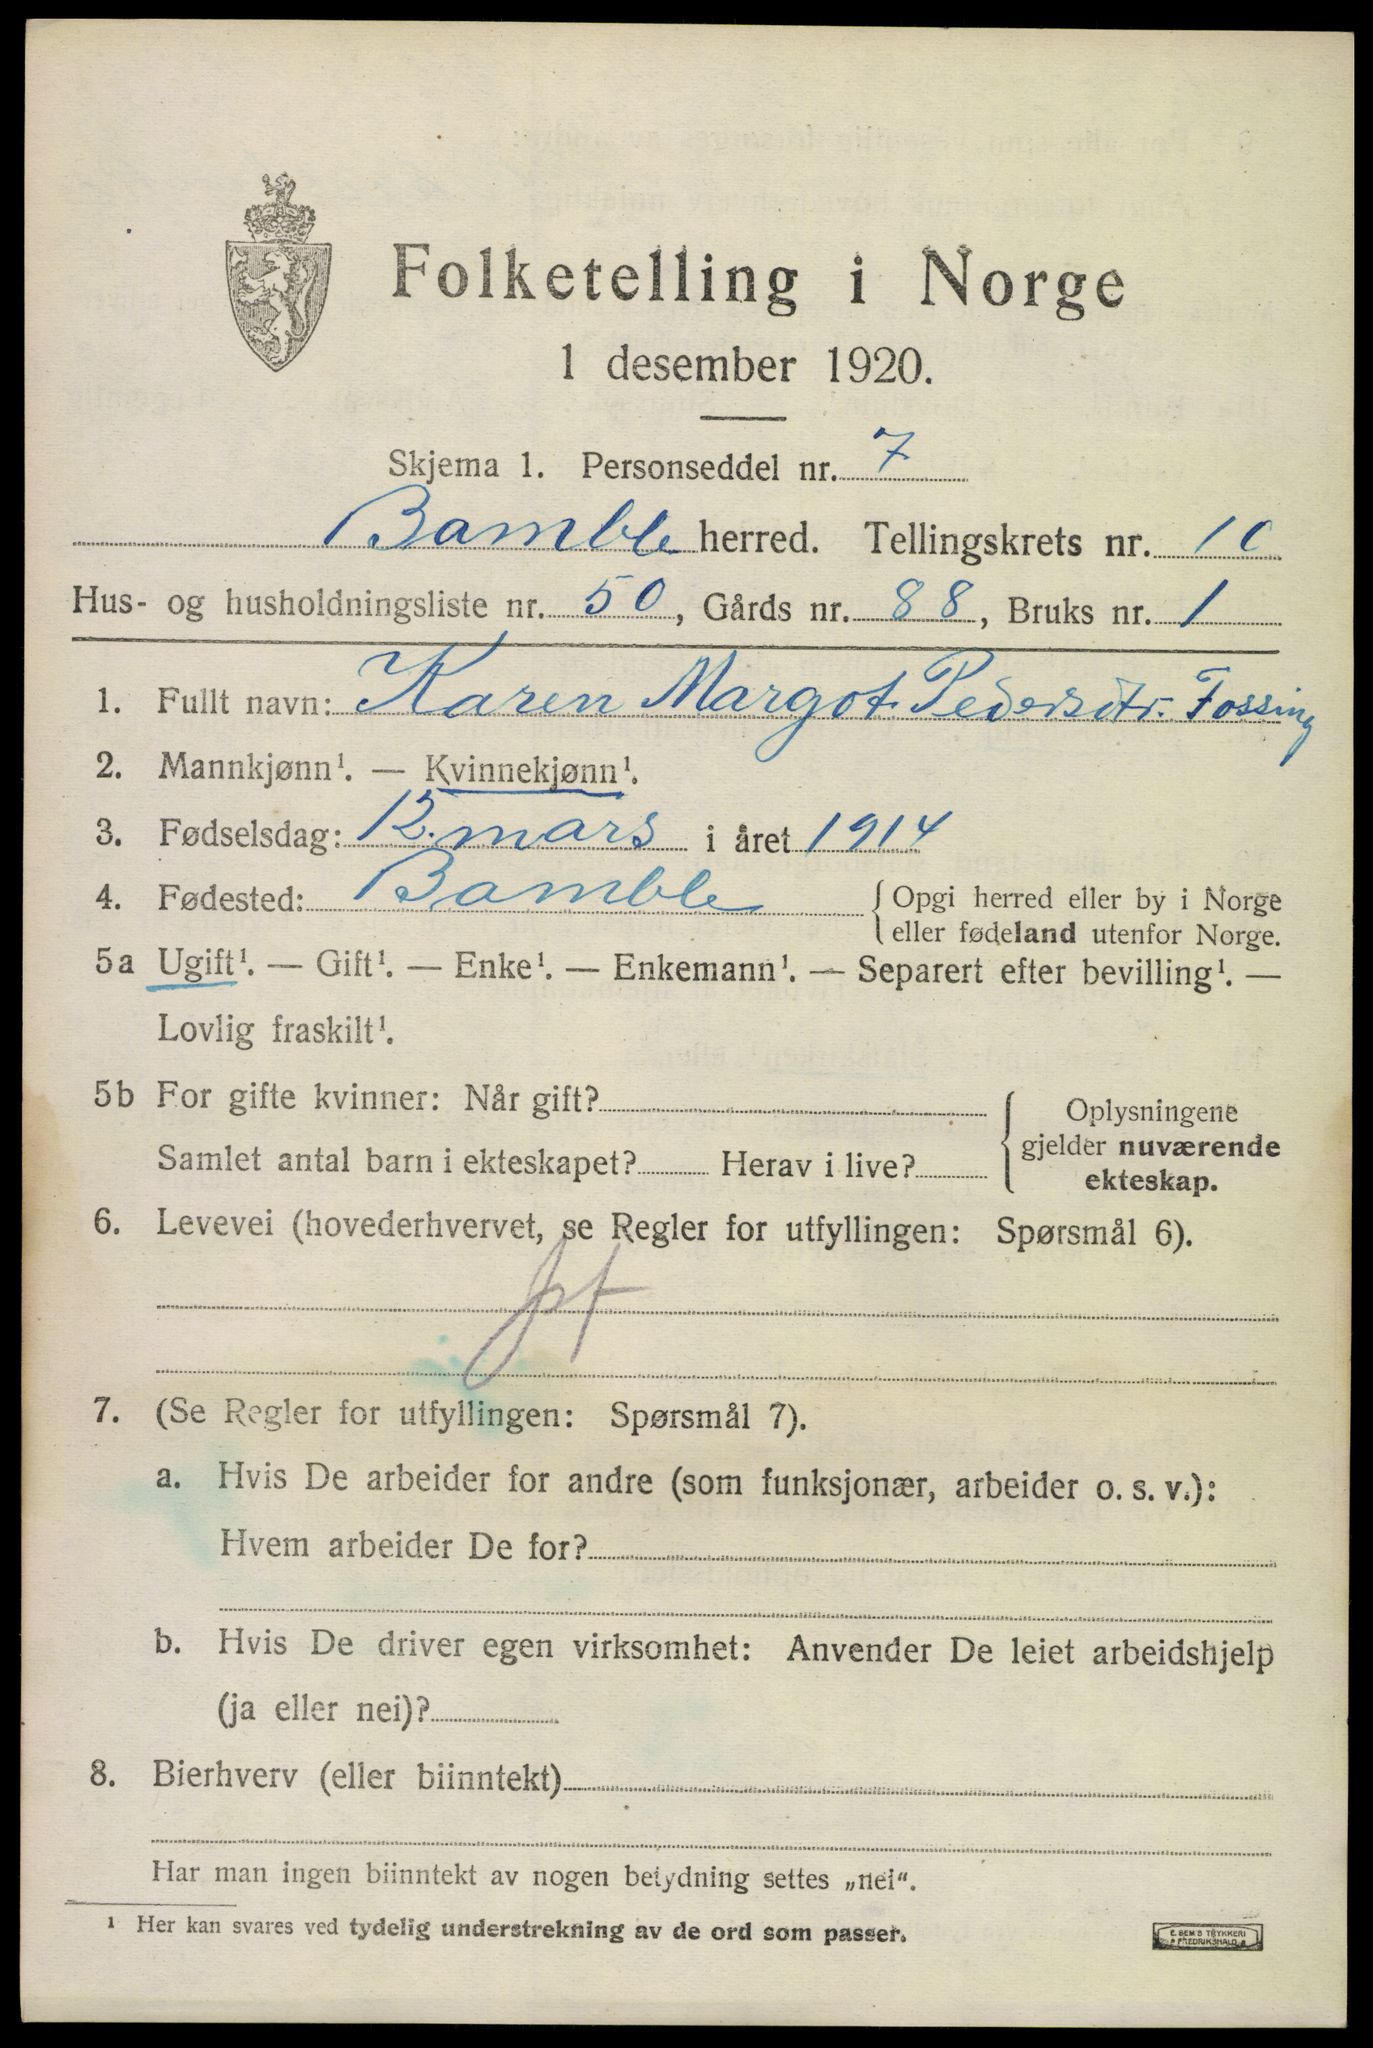 Folketelling i Norge
1 desember 1920.
Skjema 1. Personseddel nr. 7
Bamble herred. Tellingskrets nr. 10
Hus- og husholdningsliste nr. 50, Gårds nr. 88, Bruks nr. 1
1. Fullt navn: Karen Margot Pedersdtr. Fossing
2. Mannkjønn¹. — Kvinnekjønn¹.
3. Fødselsdag: 12. mars i året 1914
4. Fødested: Bamble { Opgi herred eller by i Norge
eller fødeland utenfor Norge.
5a Ugift¹. — Gift¹. — Enke¹. — Enkemann¹. — Separert efter bevilling¹. —
Lovlig fraskilt¹.
5b For gifte kvinner: Når gift?
Samlet antal barn i ekteskapet? Herav i live?
{ Oplysningene
gjelder nuværende
ekteskap.
6. Levevei (hovederhvervet, se Regler for utfyllingen: Spørsmål 6).
7. (Se Regler for utfyllingen: Spørsmål 7).
a. Hvis De arbeider for andre (som funksjonær, arbeider o. s. v.):
Hvem arbeider De for?
b. Hvis De driver egen virksomhet: Anvender De leiet arbeidshjelp
(ja eller nei)?
8. Bierhverv (eller biinntekt)
Har man ingen biinntekt av nogen betydning settes „nei“.
¹ Her kan svares ved tydelig understrekning av de ord som passer.
E. SEM'S TRYKKERI
FREDRIKSHALD